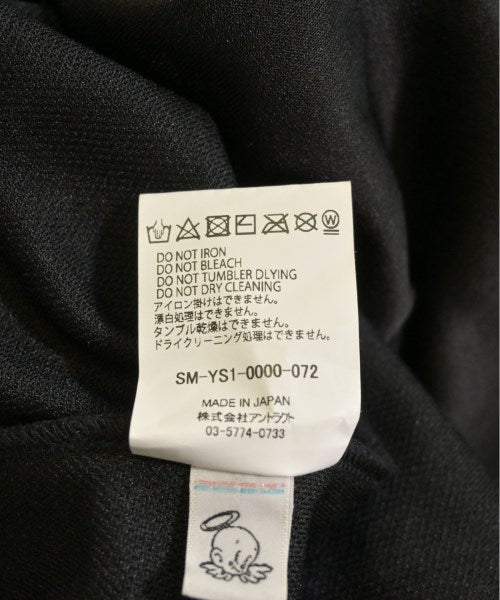 DO NOT IRON
DO NOT BLEACH
DO NOT TUMBLER DLYING
DO NOT DRY CLEANING
アイロン掛けはできません。
漂白処理はできません。
タンブル乾燥はできません。
ドライクリーニング処理はできません。
SM-YS1-0000-072
MADE IN JAPAN
株式会社アントラクト
03-5774-0733